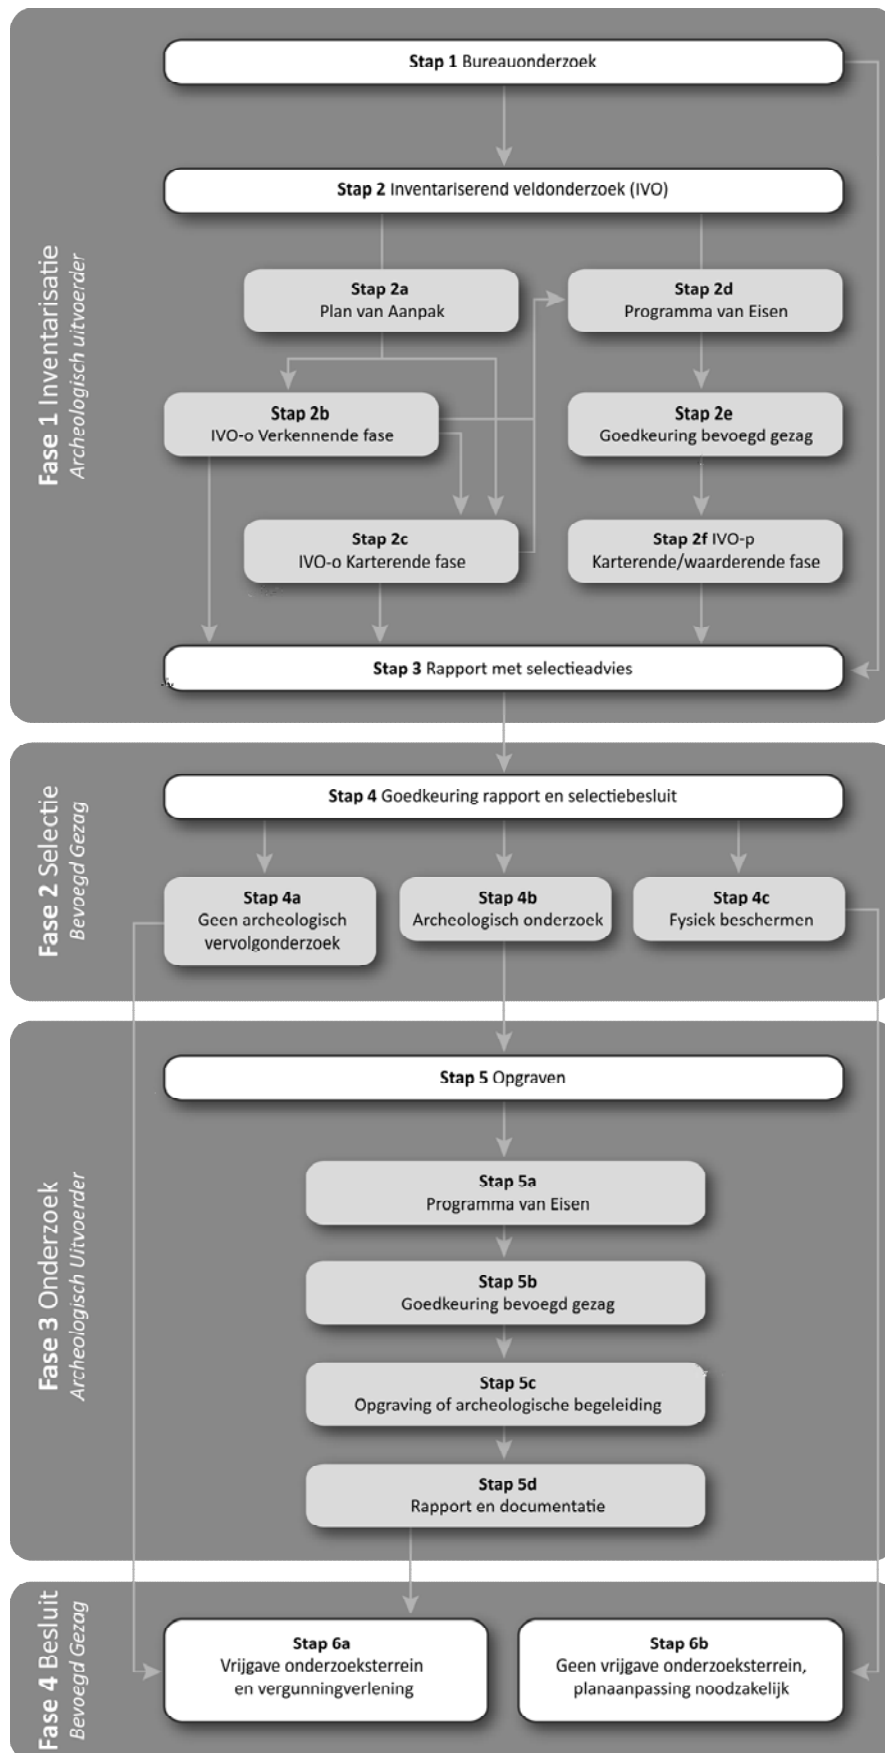 Fase 1 Inventarisatie
Archeologisch uitvoerder
Stap 1 Bureauonderzoek
Stap 2 Inventariserend veldonderzoek (IVO)
Stap 2a
Plan van Aanpak
Stap 2d
Programma van Eisen
Stap 2b
IVO-o Verkennende fase
Stap 2e
Goedkeuring bevoegd gezag
Stap 2c
IVO-o Karterende fase
Stap 2f IVO-p
Karterende/waarderende fase
Stap 3 Rapport met selectieadvies
Fase 2 Selectie
Bevoegd Gezag
Stap 4 Goedkeuring rapport en selectiebesluit
Stap 4a
Geen archeologisch
vervolgonderzoek
Stap 4b
Archeologisch onderzoek
Stap 4c
Fysiek beschermen
Fase 3 Onderzoek
Archeologisch Uitvoerder
Stap 5 Opgraven
Stap 5a
Programma van Eisen
Stap 5b
Goedkeuring bevoegd gezag
Stap 5c
Opgraving of archeologische begeleiding
Stap 5d
Rapport en documentatie
Fase 4 Besluit
Bevoegd Gezag
Stap 6a
Vrijgave onderzoeksterrein
en vergunningverlening
Stap 6b
Geen vrijgave onderzoeksterrein,
planaanpassing noodzakelijk